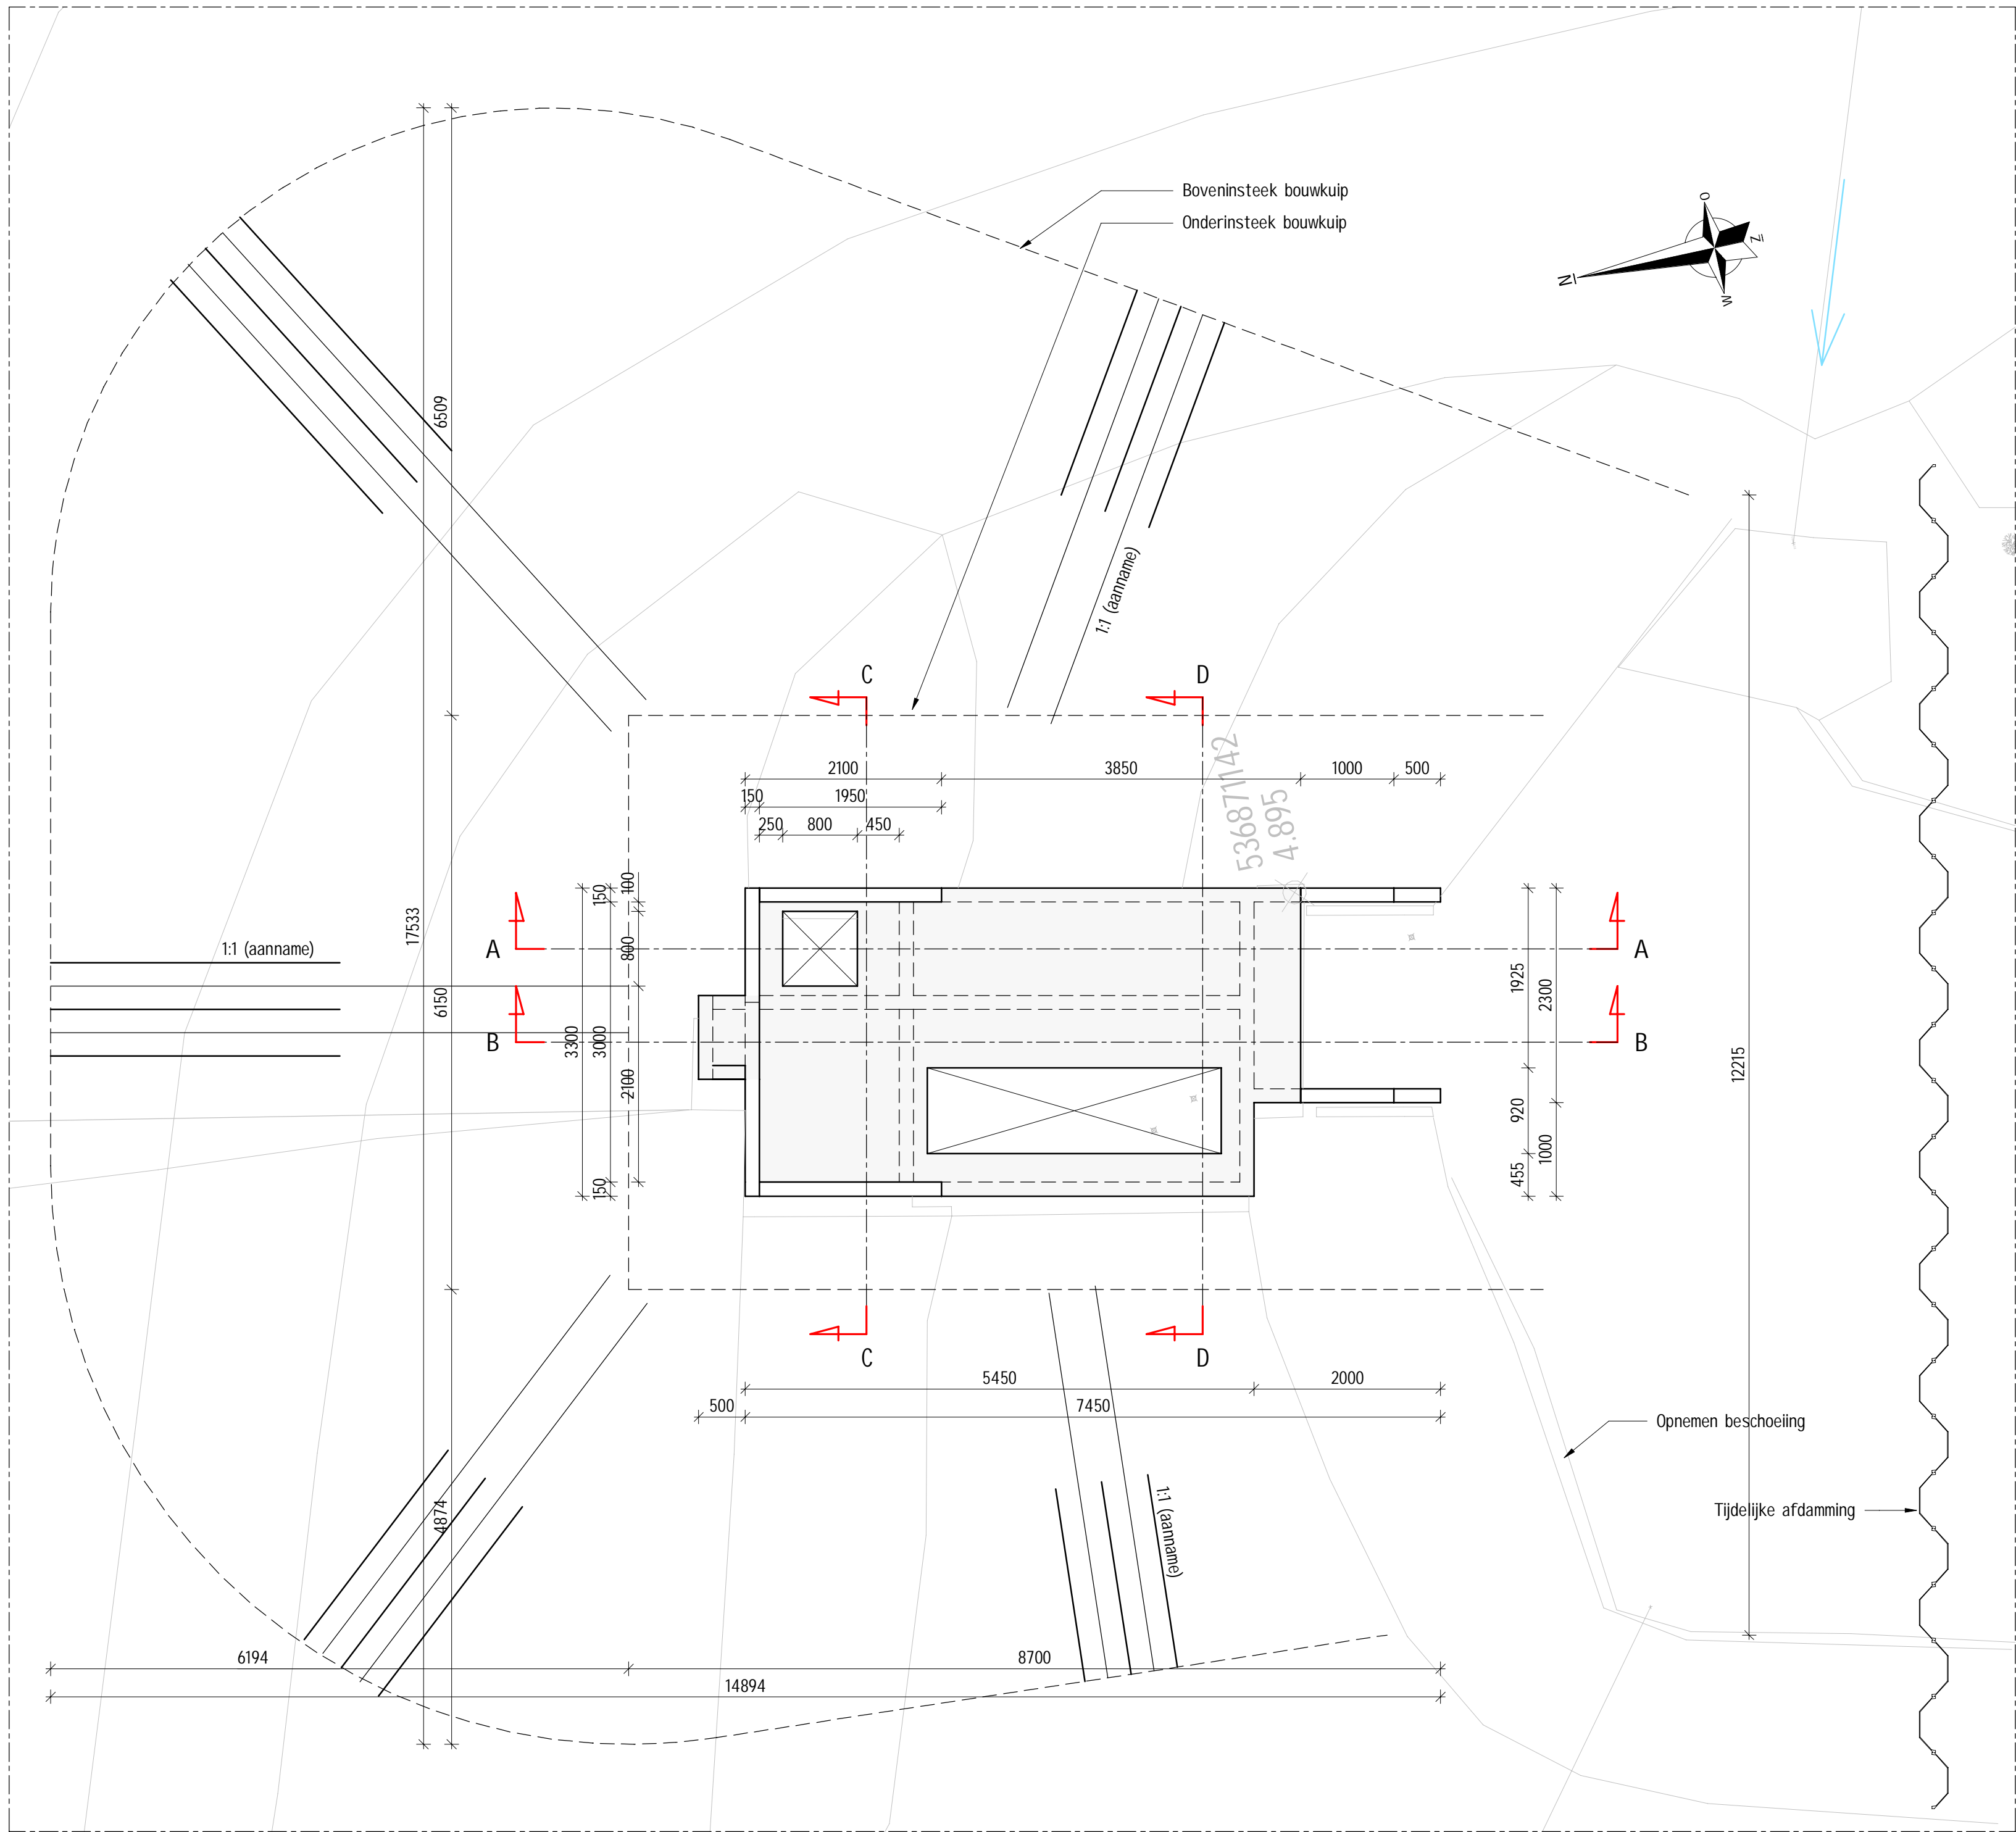 Boveninsteek bouwkuip
Onderinsteek bouwkuip
O
Z
N
W
6509
1:1 (aanname)
C
D
2100
3850
1000
500
150
1950
250
800
450
536871142
4.895
17533
6150
3300
150
3000
150
100
800
2100
1:1 (aanname)
A
A
B
B
1925
920
455
2300
1000
12215
C
D
5450
2000
500
7450
Opnemen beschoeiing
Tijdelijke afdamming
4874
1:1 (aanname)
6194
8700
14894